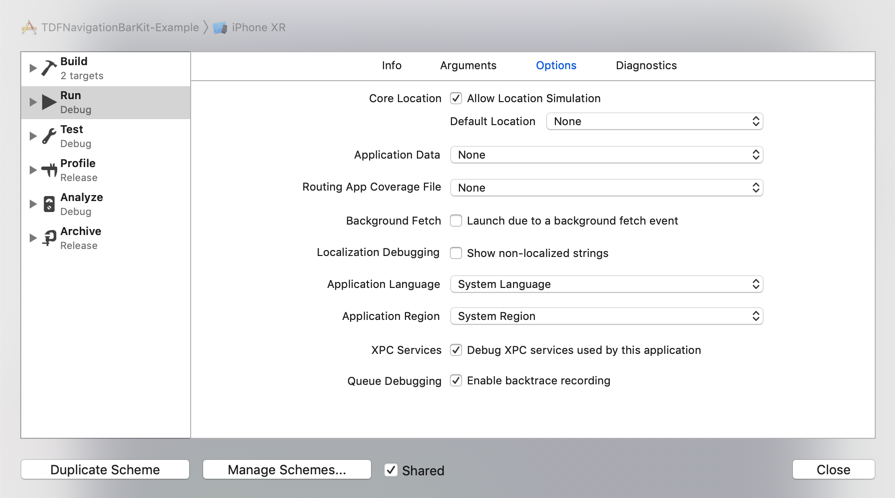 TDFNavigationBarKit-Example 〉 iPhone XR
Build
2 targets
Run
Debug
Test
Debug
Profile
Release
Analyze
Debug
Archive
Release
Info Arguments Options Diagnostics
Core Location Allow Location Simulation
Default Location None
Application Data None
Routing App Coverage File None
Background Fetch Launch due to a background fetch event
Localization Debugging Show non-localized strings
Application Language System Language
Application Region System Region
XPC Services Debug XPC services used by this application
Queue Debugging Enable backtrace recording
Duplicate Scheme Manage Schemes... Shared Close